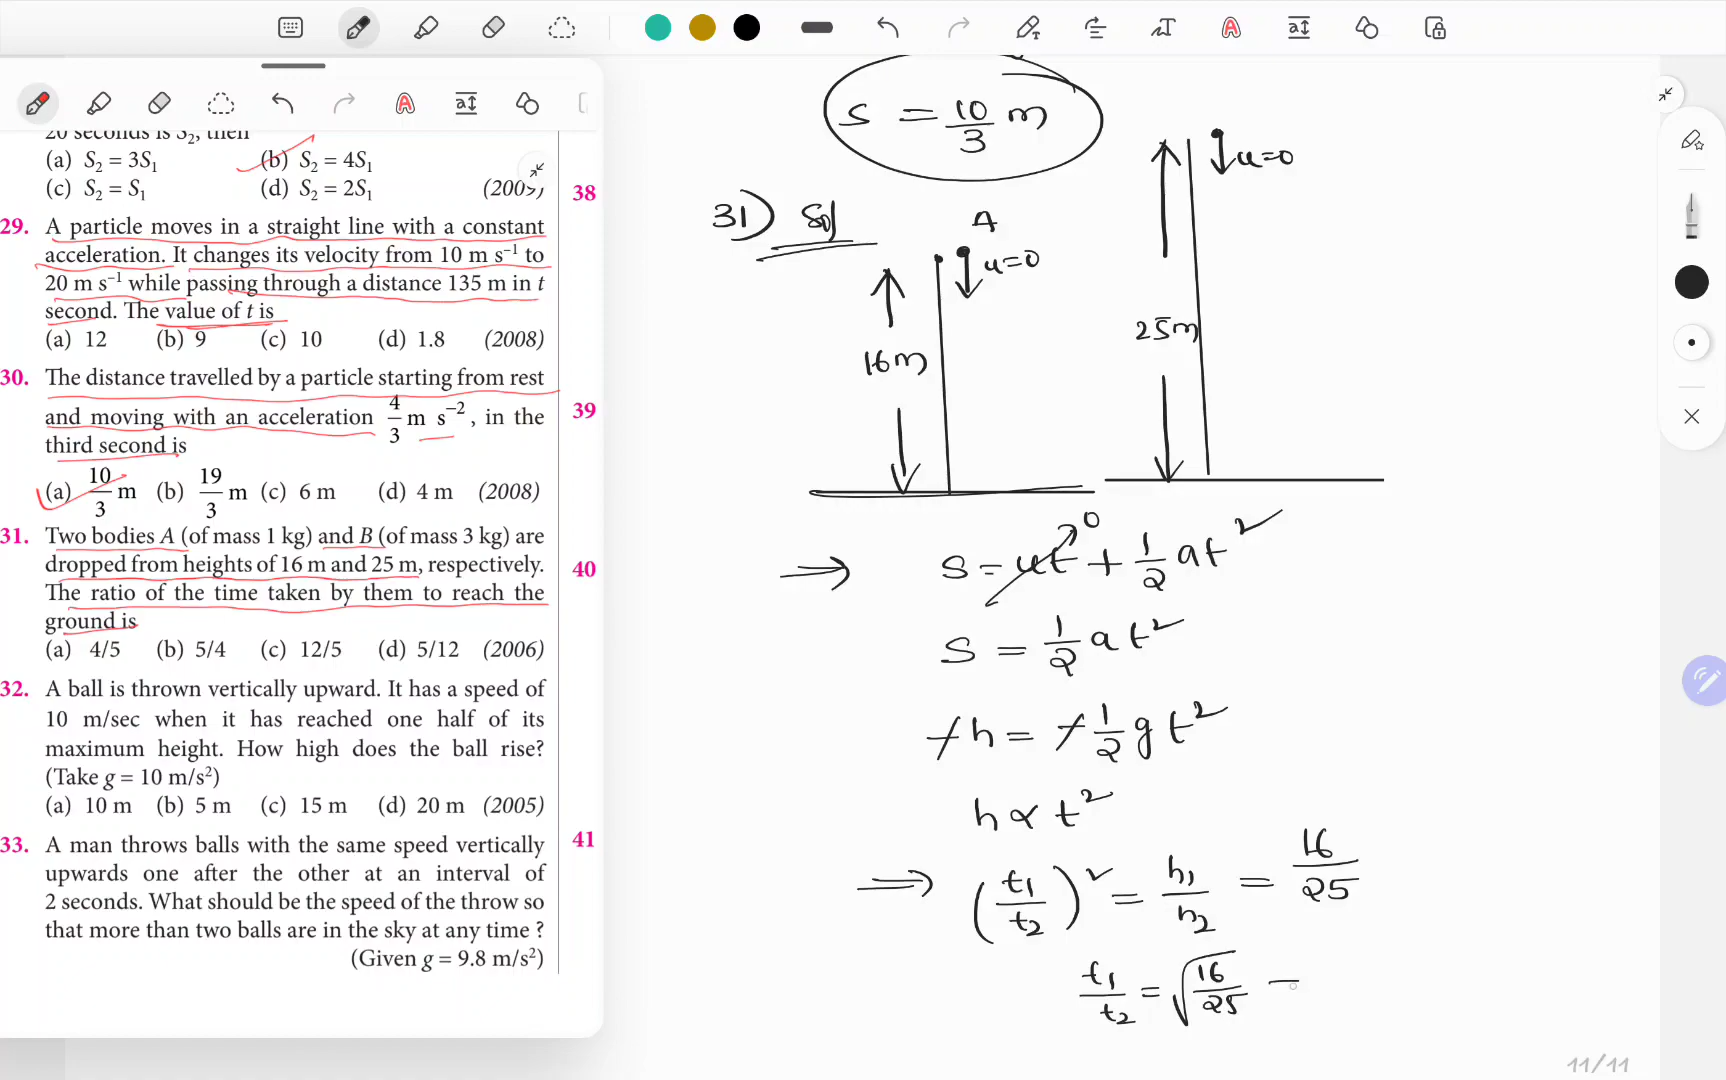 20 seconds is S₂, then
(a) S₂ = 3S₁ (b) S₂ = 4S₁
(c) S₂ = S₁ (d) S₂ = 2S₁
29. A particle moves in a straight line with a constant
acceleration. It changes its velocity from 10 m s⁻¹ to
20 m s⁻¹ while passing through a distance 135 m in t
second. The value of t is
(a) 12 (b) 9 (c) 10 (d) 1.8 (2008)
30. The distance travelled by a particle starting from rest
and moving with an acceleration 4/3 m s⁻², in the
third second is
(a) 10/3 m (b) 19/3 m (c) 6 m (d) 4 m (2008)
31. Two bodies A (of mass 1 kg) and B (of mass 3 kg) are
dropped from heights of 16 m and 25 m, respectively.
The ratio of the time taken by them to reach the
ground is
(a) 4/5 (b) 5/4 (c) 12/5 (d) 5/12 (2006)
32. A ball is thrown vertically upward. It has a speed of
10 m/sec when it has reached one half of its
maximum height. How high does the ball rise?
(Take g = 10 m/s²)
(a) 10 m (b) 5 m (c) 15 m (d) 20 m (2005)
33. A man throws balls with the same speed vertically
upwards one after the other at an interval of
2 seconds. What should be the speed of the throw so
that more than two balls are in the sky at any time ?
(Given g = 9.8 m/s²)
38
39
40
41
s = 10/3 m
31) Sol
A
u=0
16m
u=0
25m
⇒ s = ut⁰ + 1/2 at²
s = 1/2 at²
-h = -1/2 gt²
h ∝ t²
⇒ (t₁/t₂)² = h₁/h₂ = 16/25
t₁/t₂ = √16/25 =
11/11